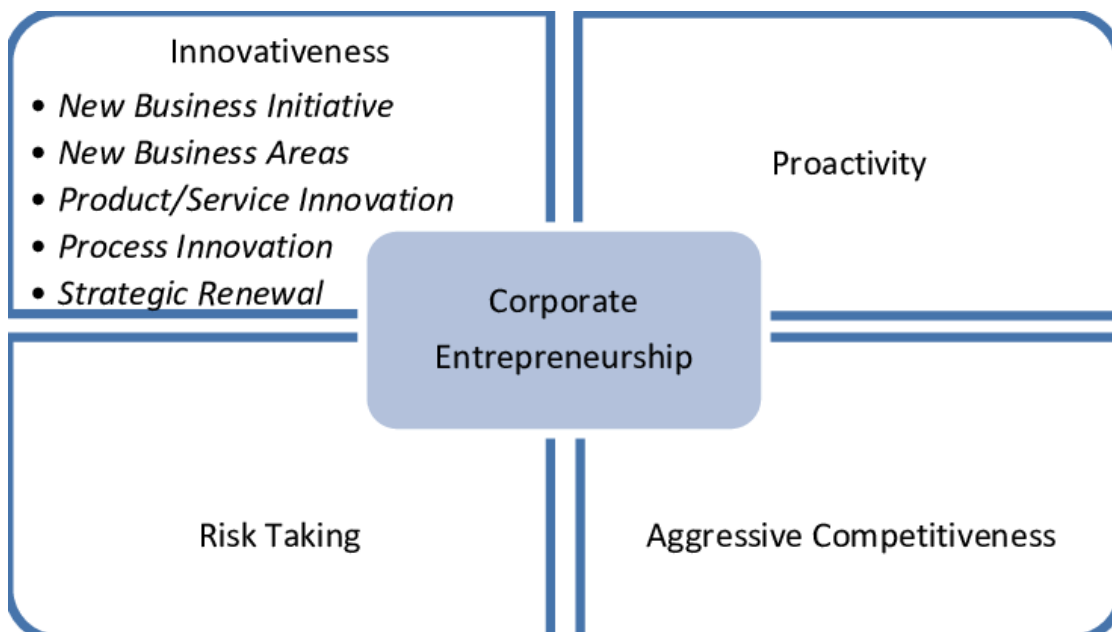 Innovativeness
• New Business Initiative
• New Business Areas
• Product/Service Innovation
• Process Innovation
• Strategic Renewal
Proactivity
Corporate
Entrepreneurship
Risk Taking
Aggressive Competitiveness